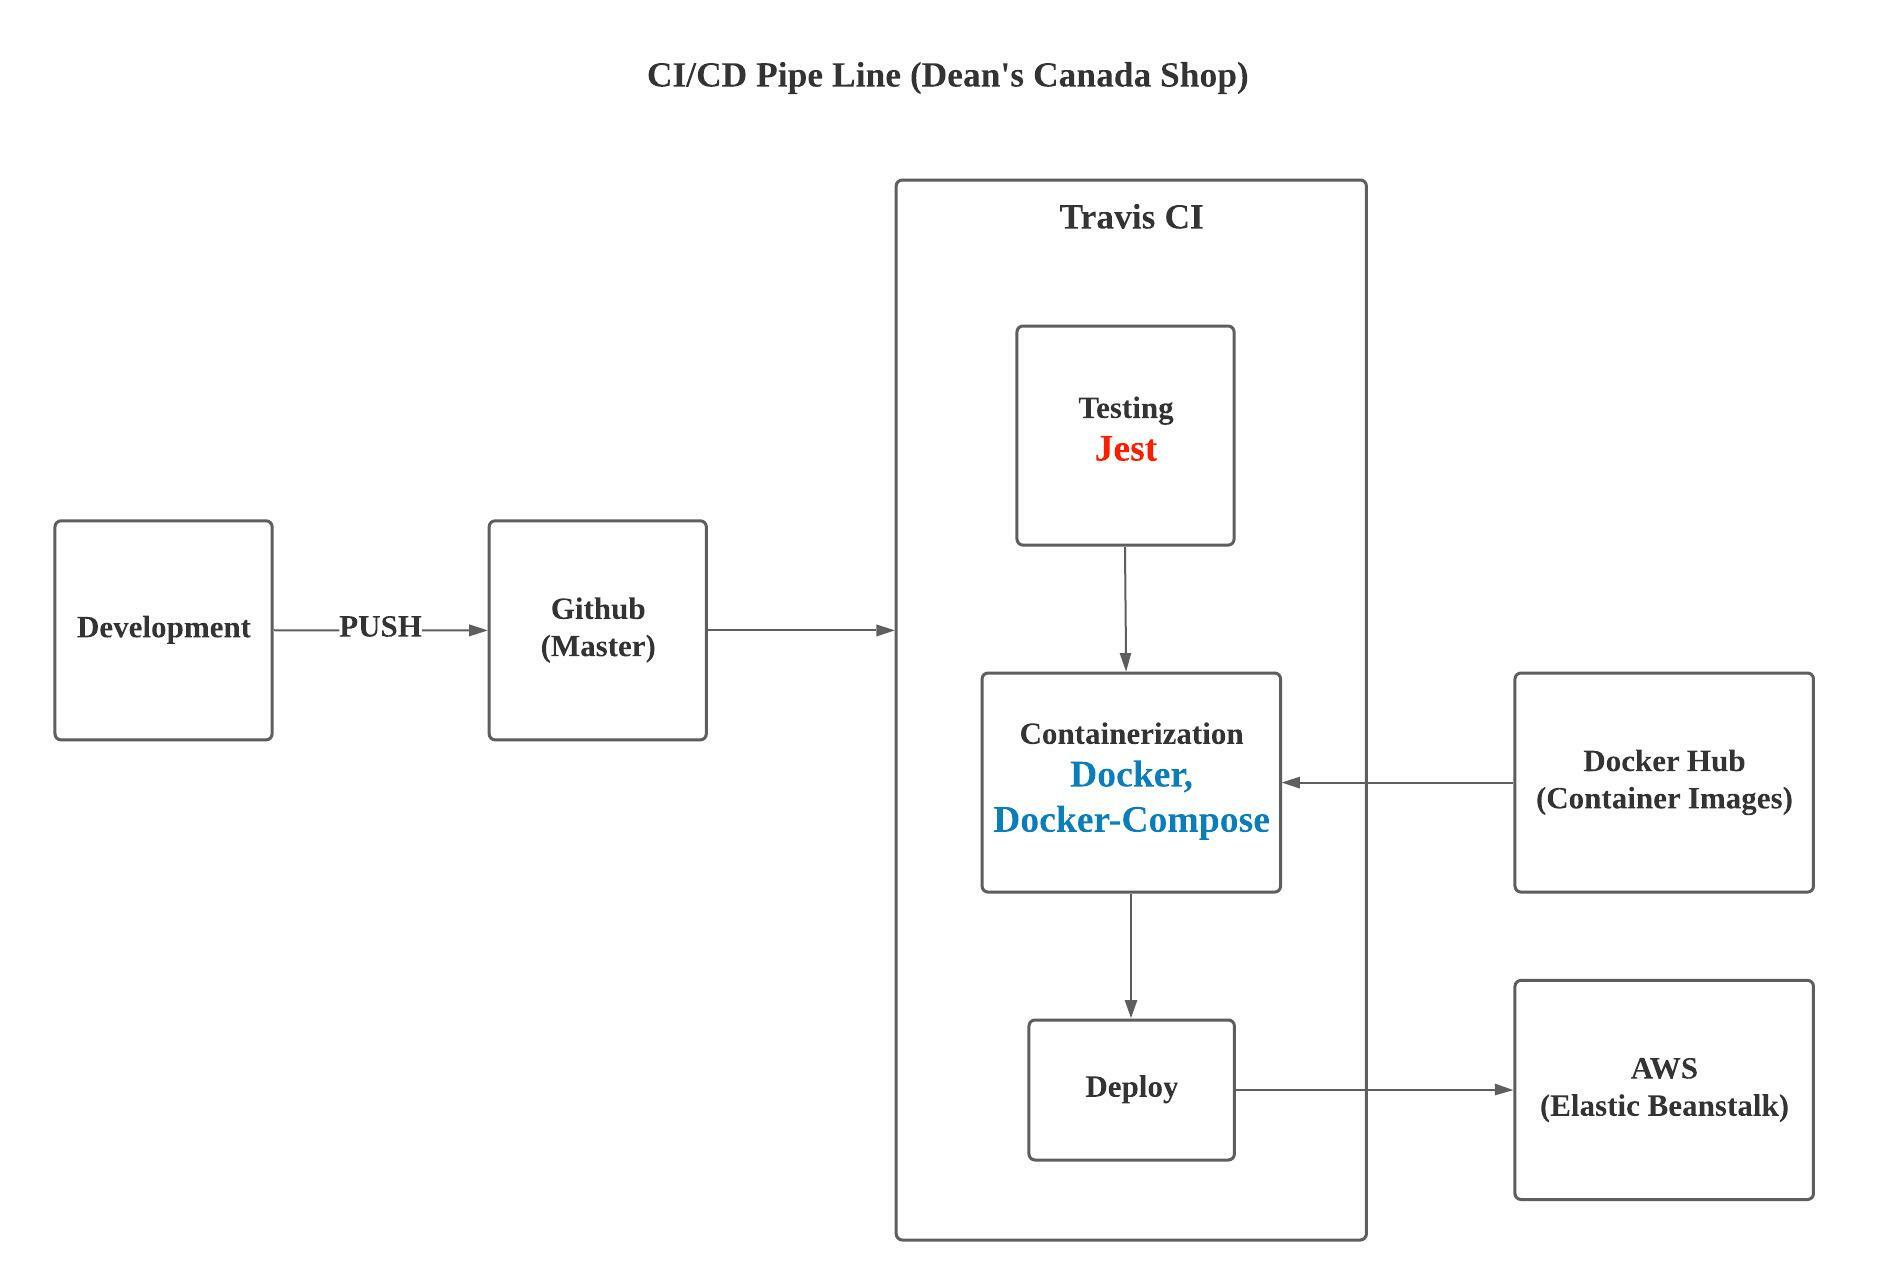 CI/CD Pipe Line (Dean's Canada Shop)
Travis CI
Testing
Jest
Development
PUSH
Github
(Master)
Containerization
Docker,
Docker-Compose
Docker Hub
(Container Images)
Deploy
AWS
(Elastic Beanstalk)